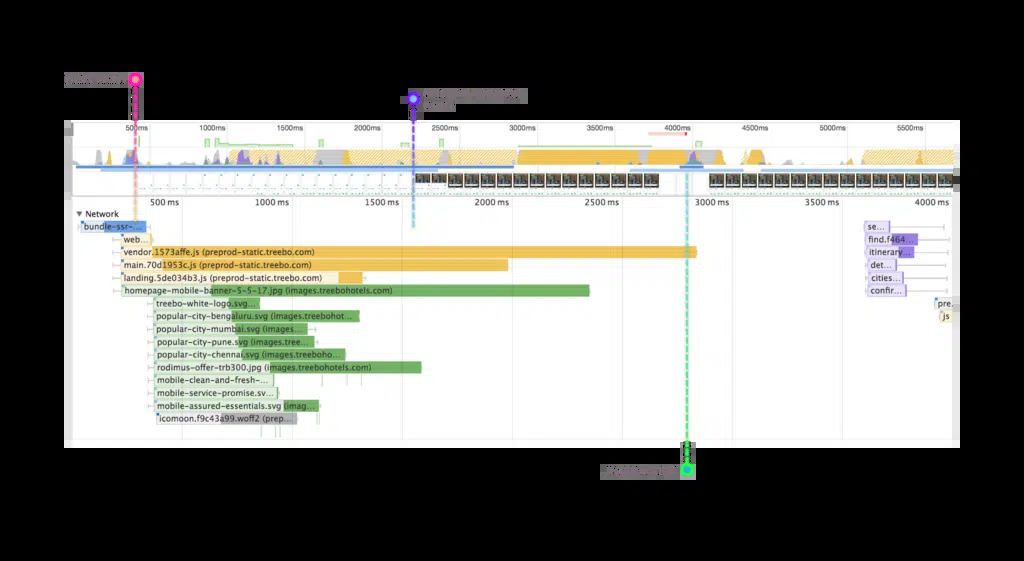 500ms 1000ms 1500ms 2000ms 2500ms 3000ms 3500ms 4000ms 4500ms 5000ms 5500ms
500 ms 1000 ms 1500 ms 2000 ms 2500 ms 3000 ms 3500 ms 4000 ms
▼ Network
bundle-ssr-... se...
web... find.f464...
vendor.1573affe.js (preprod-static.treebo.com) itinerary...
main.70d1953c.js (preprod-static.treebo.com) det...
landing.5de034b3.js (preprod-static.treebo.com) cities...
homepage-mobile-banner-5-5-17.jpg (images.treebohotels.com) confir...
treebo-white-logo.svg... pre...
popular-city-bengaluru.svg (images.treebohot... js
popular-city-mumbai.svg (images...
popular-city-pune.svg (images.tree...
popular-city-chennai.svg (images.treeboho...
rodimus-offer-trb300.jpg (images.treebohotels.com)
mobile-clean-and-fresh-...
mobile-service-promise.sv...
mobile-assured-essentials.svg (imag...
icomoon.f9c43a99.woff2 (prep...